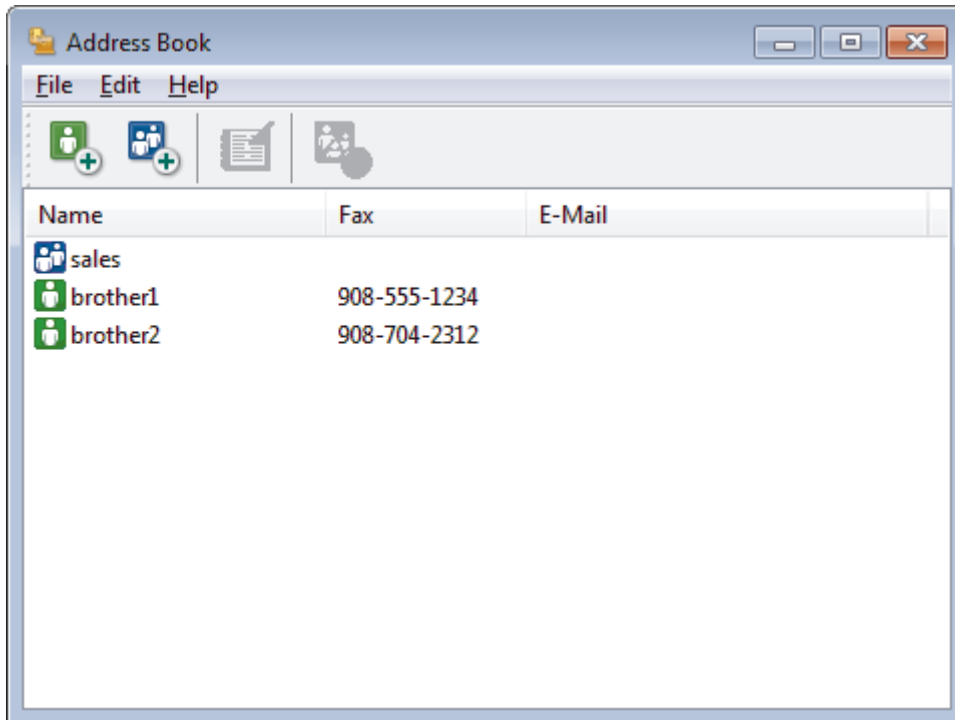 Address Book
File Edit Help
Name Fax E-Mail
sales
brother1 908-555-1234
brother2 908-704-2312